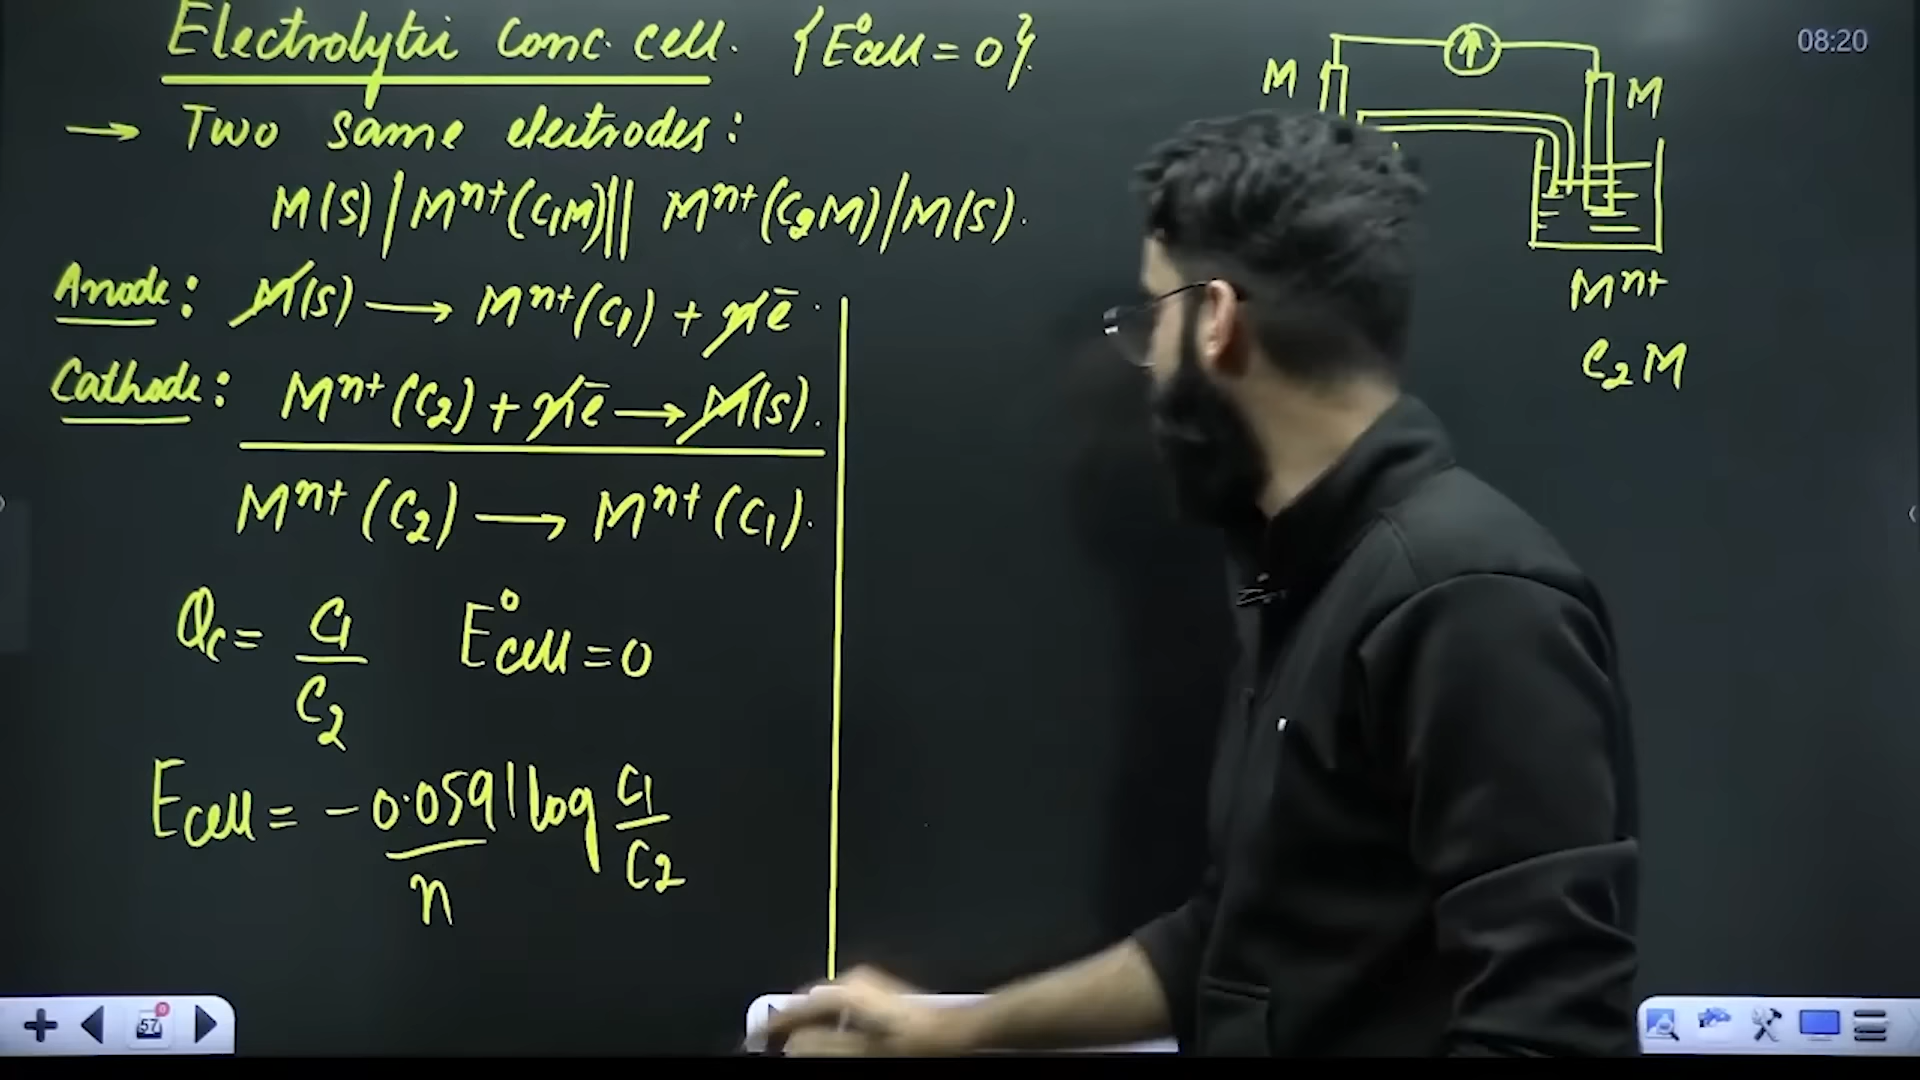 Electrolytic Conc. cell. {E°cell = 0}.
→ Two same electrodes:
M(s) | Mⁿ⁺(C₁M) || Mⁿ⁺(C₂M) | M(s).
Anode: M(s) → Mⁿ⁺(C₁) + ne⁻
Cathode: Mⁿ⁺(C₂) + ne⁻ → M(s).
Mⁿ⁺(C₂) → Mⁿ⁺(C₁).
Qc = C₁/C₂ E°cell = 0
Ecell = -0.0591/n log C₁/C₂
M
M
Mⁿ⁺
C₂M
08:20
57